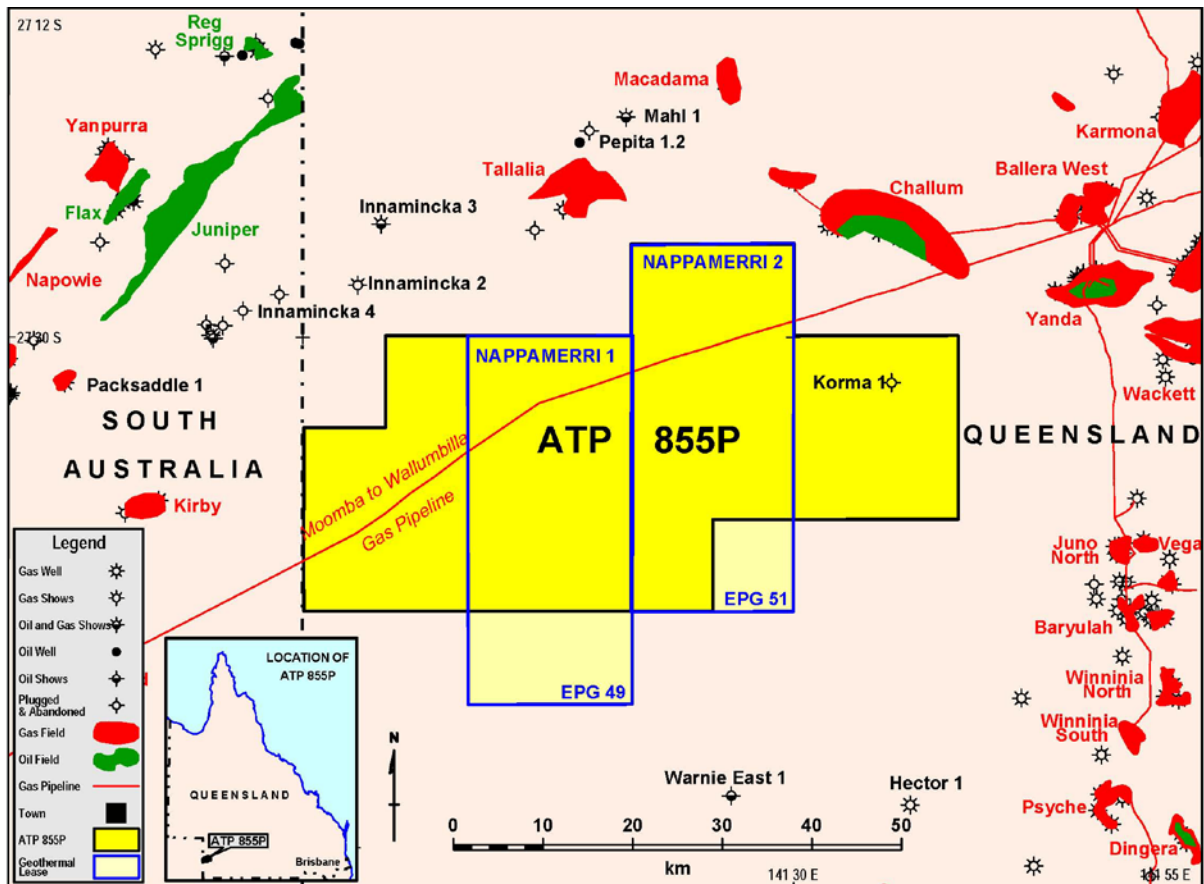 27 12 S
Reg
Sprigg
Macadama
Mahl 1
Pepita 1.2
Karmona
Yanpurra
Tallalia
Ballera West
Challum
Flax
Innamincka 3
Juniper
NAPPAMERRI 2
Napowie
Innamincka 2
Innamincka 4
Yanda
27 30 S
NAPPAMERRI 1
Packsaddle 1
Korma 1
Wackett
SOUTH
AUSTRALIA
ATP 855P
QUEENSLAND
Moomba to Wallumbilla
Gas Pipeline
Kirby
Juno
North
Vega
EPG 51
Baryulah
EPG 49
Winninia
North
Winninia
South
Warnie East 1
Hector 1
Psyche
Dingera
Legend
Gas Well
Gas Shows
Oil and Gas Shows
Oil Well
Oil Shows
Plugged
& Abandoned
Gas Field
Oil Field
Gas Pipeline
Town
ATP 855P
Geothermal
Lease
LOCATION OF
ATP 855P
QUEENSLAND
ATP 855P
Brisbane
N
0 10 20 30 40 50
km
141 30 E
141 55 E